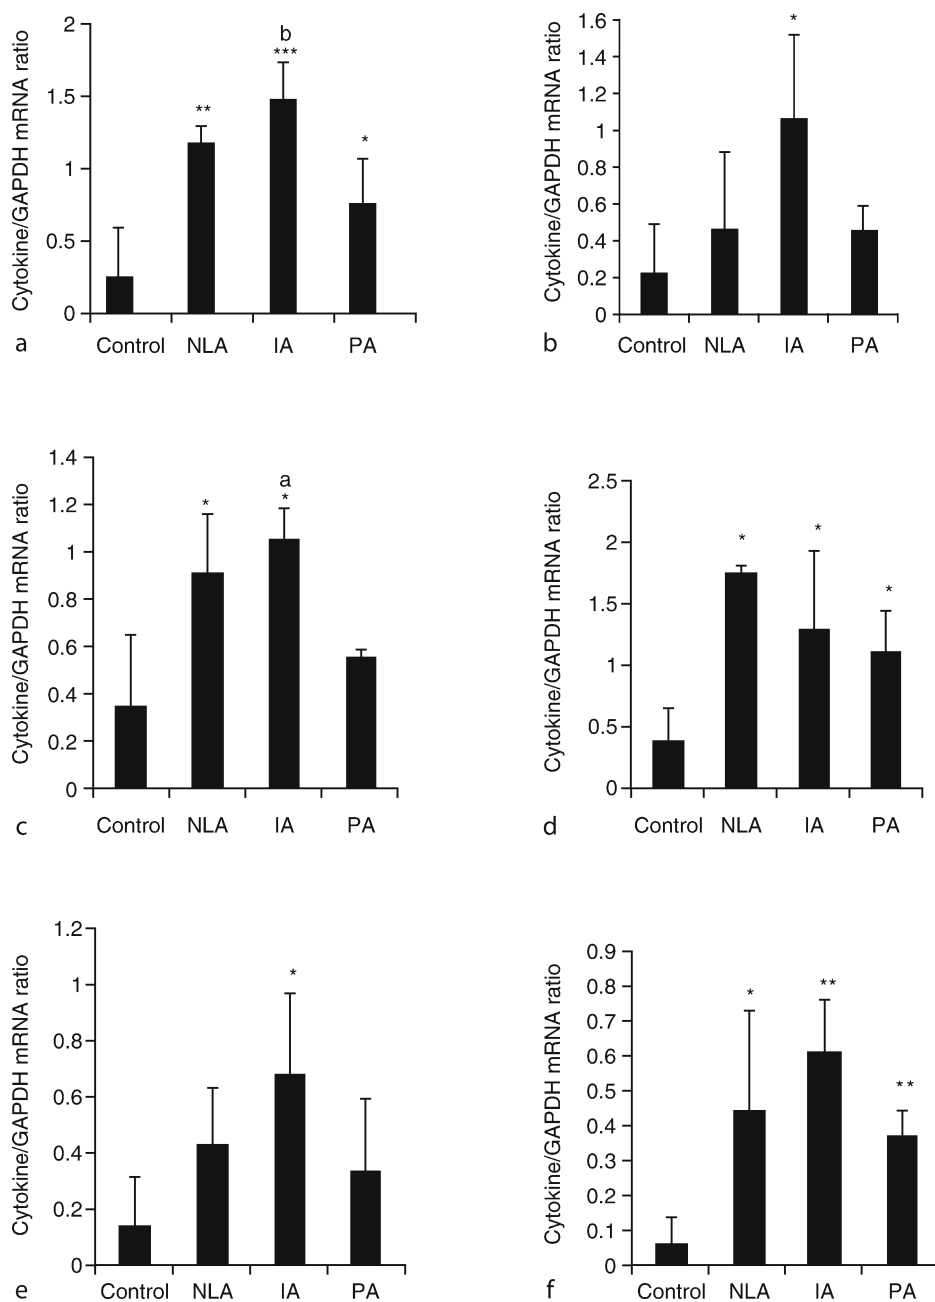 Cytokine/GAPDH mRNA ratio
2
1.5
1
0.5
0
**
b
***
*
Control NLA IA PA
a
Cytokine/GAPDH mRNA ratio
1.6
1.4
1.2
1
0.8
0.6
0.4
0.2
0
*
Control NLA IA PA
b
Cytokine/GAPDH mRNA ratio
1.4
1.2
1
0.8
0.6
0.4
0.2
0
*
a
*
Control NLA IA PA
c
Cytokine/GAPDH mRNA ratio
2.5
2
1.5
1
0.5
0
*
*
*
Control NLA IA PA
d
Cytokine/GAPDH mRNA ratio
1.2
1
0.8
0.6
0.4
0.2
0
*
Control NLA IA PA
e
Cytokine/GAPDH mRNA ratio
0.9
0.8
0.7
0.6
0.5
0.4
0.3
0.2
0.1
0
*
**
**
Control NLA IA PA
f